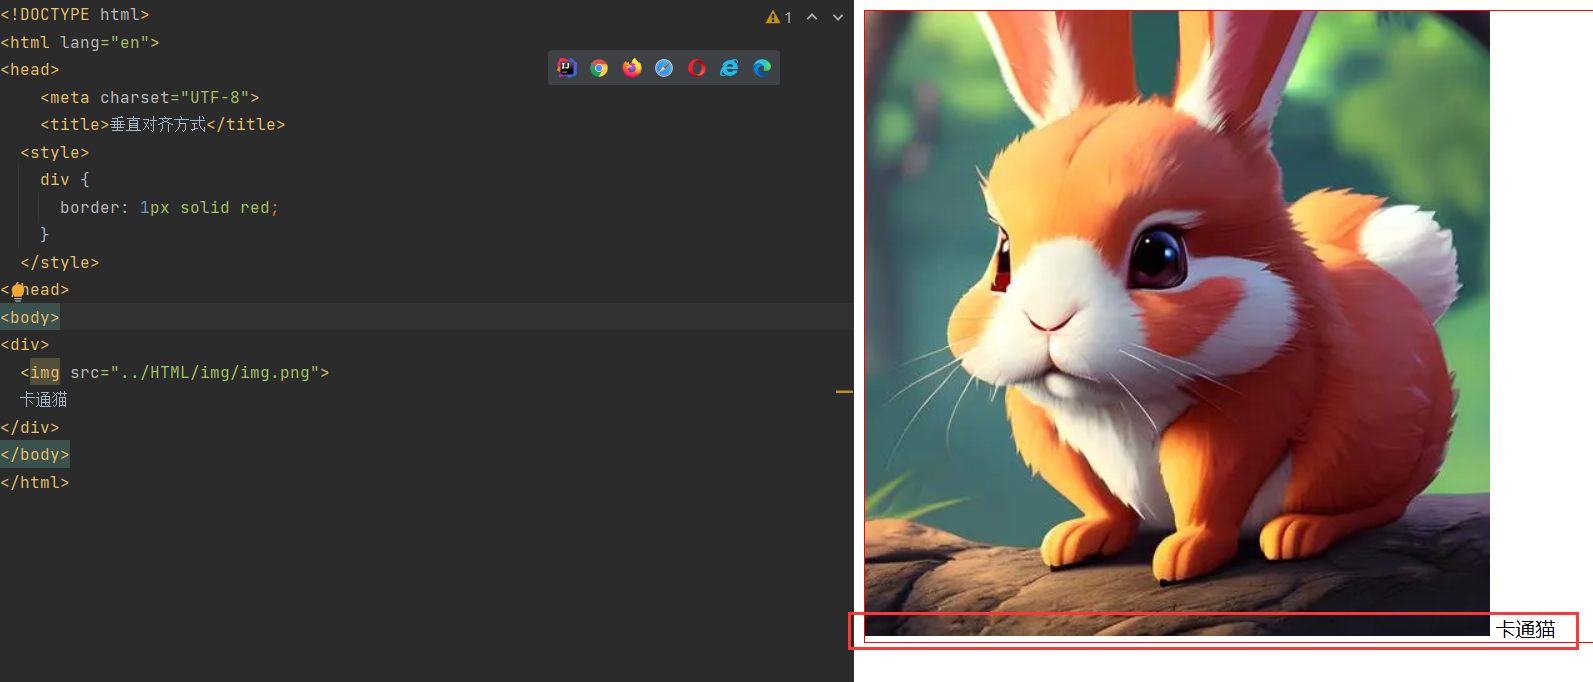 <!DOCTYPE html>
1
<html lang="en">
<head>
<meta charset="UTF-8">
<title>垂直对齐方式</title>
<style>
div {
border: 1px solid red;
}
</style>
<head>
<body>
<div>
<img src="../HTML/img/img.png">
卡通猫
</div>
</body>
</html>
卡通猫